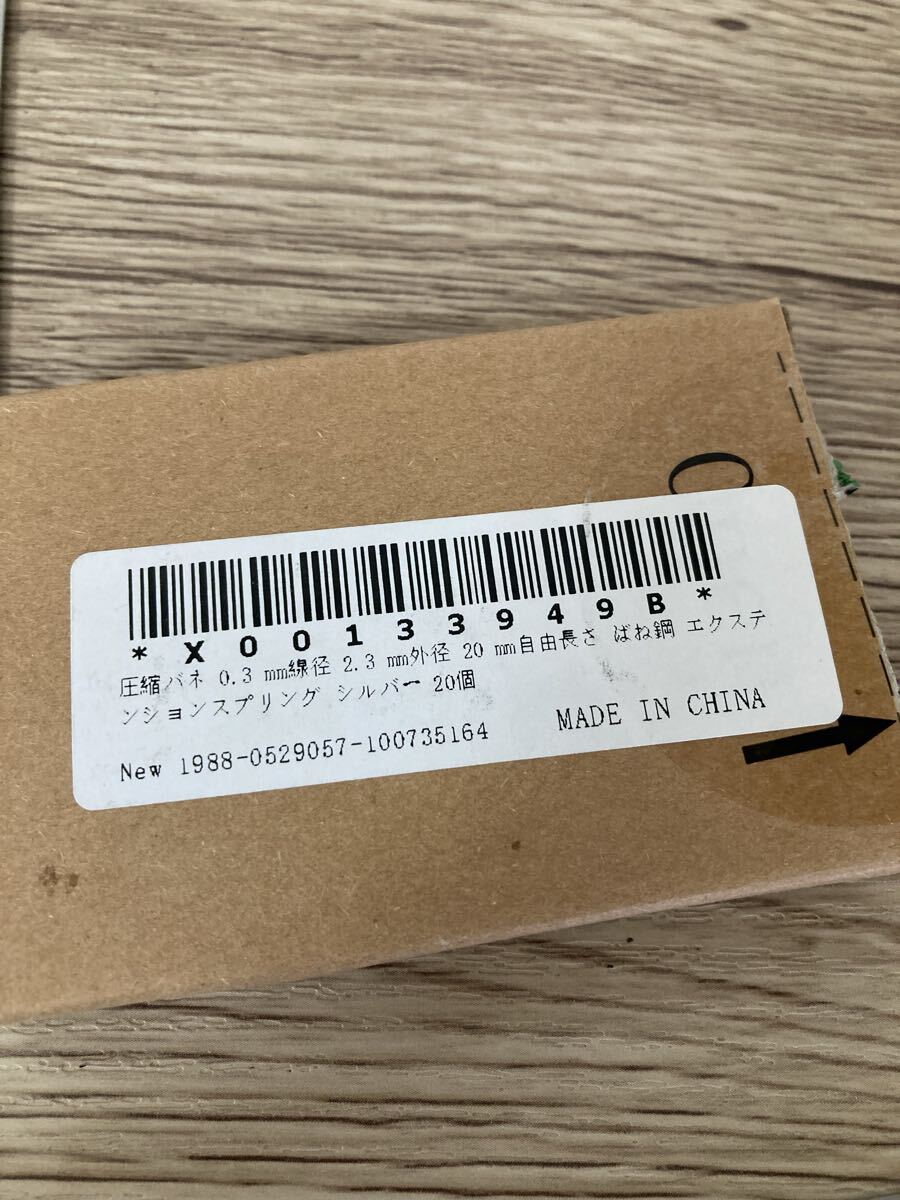 *X00133949B*
圧縮バネ 0.3 mm線径 2.3 mm外径 20 mm自由長さ ばね鋼 エクステ
ンションスプリング シルバー 20個
New 1988-0529057-100735164
MADE IN CHINA